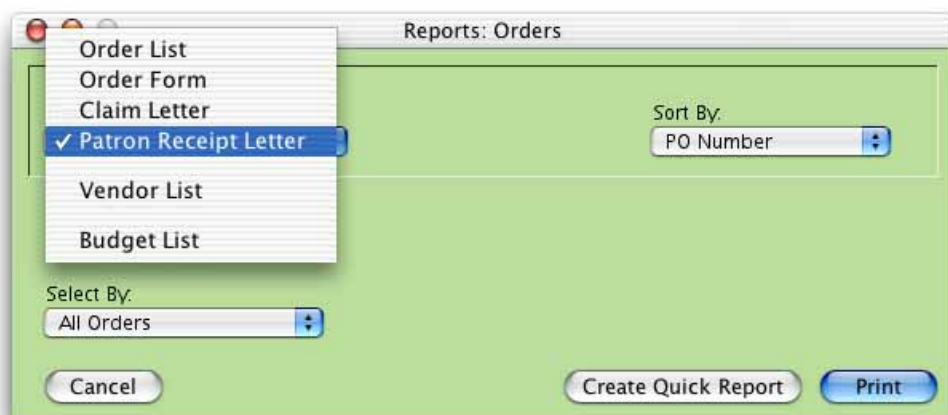 Reports: Orders
Order List
Order Form
Claim Letter
✓ Patron Receipt Letter
Vendor List
Budget List
Sort By:
PO Number
Select By:
All Orders
Cancel
Create Quick Report
Print